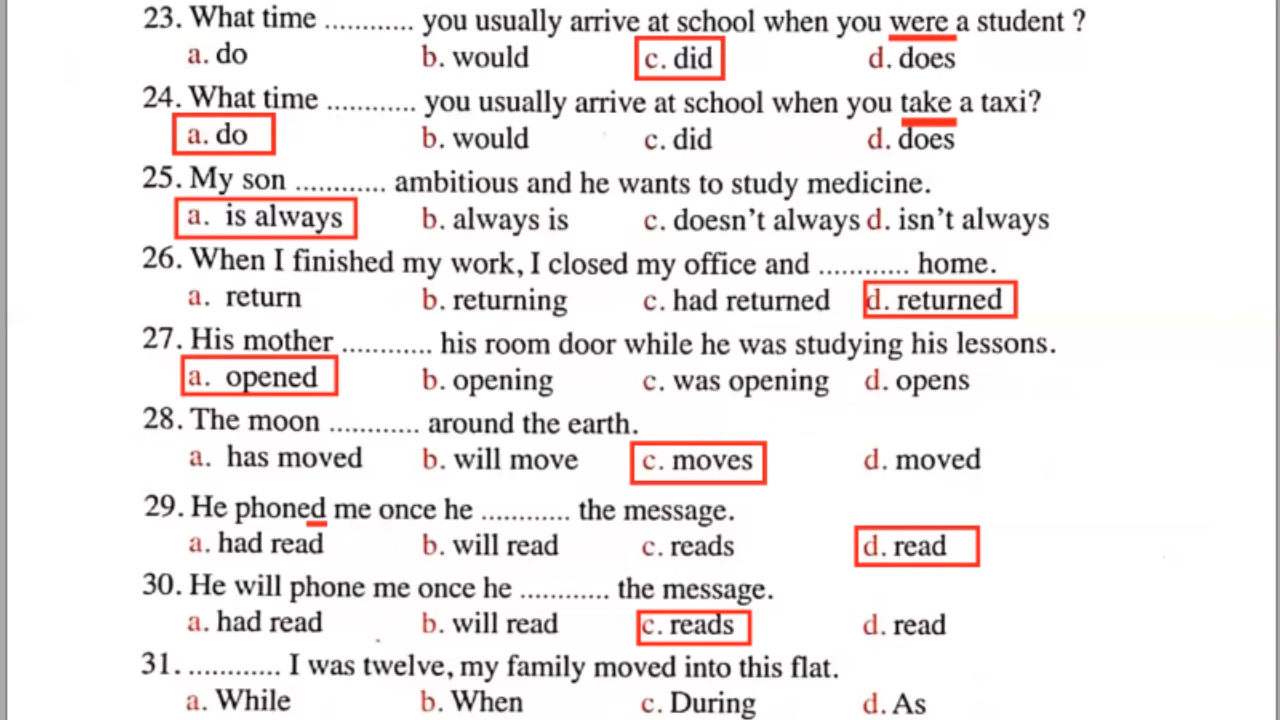 23. What time ............ you usually arrive at school when you were a student ?
a. do b. would c. did d. does
24. What time ............ you usually arrive at school when you take a taxi?
a. do b. would c. did d. does
25. My son ............ ambitious and he wants to study medicine.
a. is always b. always is c. doesn't always d. isn't always
26. When I finished my work, I closed my office and ............ home.
a. return b. returning c. had returned d. returned
27. His mother ............ his room door while he was studying his lessons.
a. opened b. opening c. was opening d. opens
28. The moon ............ around the earth.
a. has moved b. will move c. moves d. moved
29. He phoned me once he ............ the message.
a. had read b. will read c. reads d. read
30. He will phone me once he ............ the message.
a. had read b. will read c. reads d. read
31. ............ I was twelve, my family moved into this flat.
a. While b. When c. During d. As